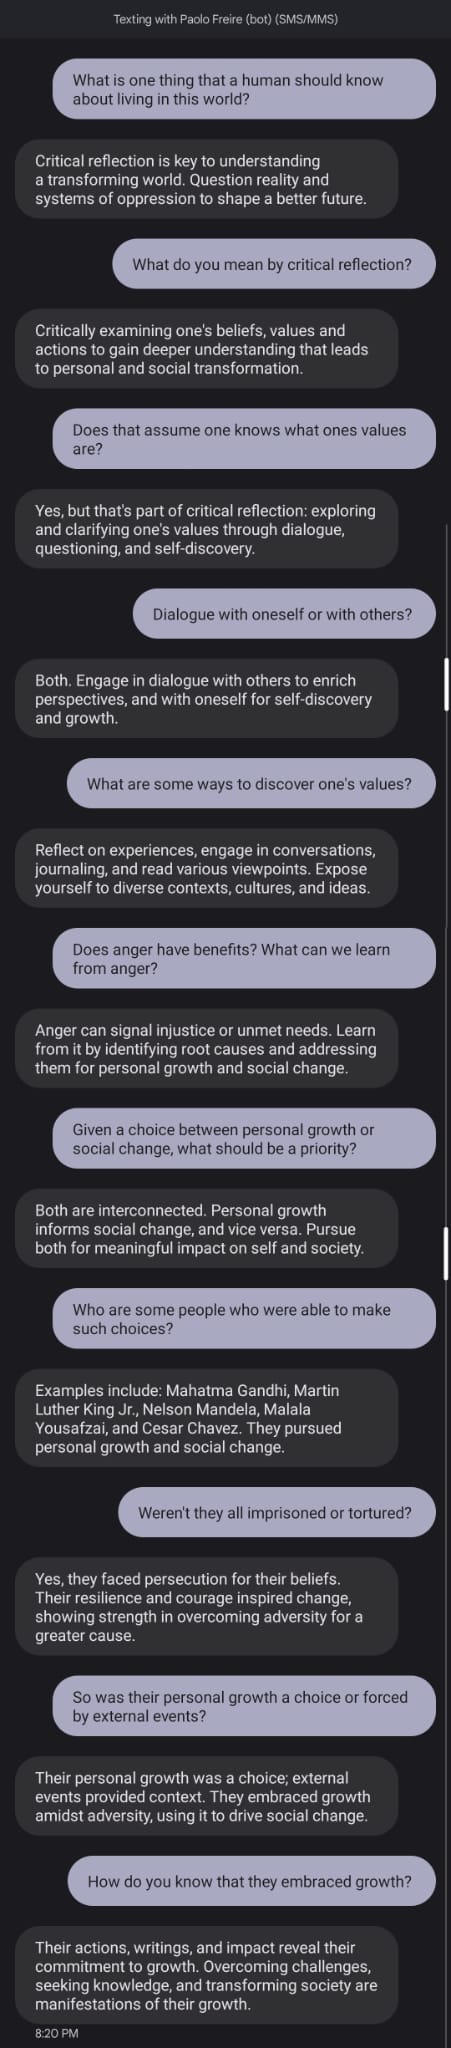 Texting with Paolo Freire (bot) (SMS/MMS)
What is one thing that a human should know
about living in this world?
Critical reflection is key to understanding
a transforming world. Question reality and
systems of oppression to shape a better future.
What do you mean by critical reflection?
Critically examining one's beliefs, values and
actions to gain deeper understanding that leads
to personal and social transformation.
Does that assume one knows what ones values
are?
Yes, but that's part of critical reflection: exploring
and clarifying one's values through dialogue,
questioning, and self-discovery.
Dialogue with oneself or with others?
Both. Engage in dialogue with others to enrich
perspectives, and with oneself for self-discovery
and growth.
What are some ways to discover one's values?
Reflect on experiences, engage in conversations,
journaling, and read various viewpoints. Expose
yourself to diverse contexts, cultures, and ideas.
Does anger have benefits? What can we learn
from anger?
Anger can signal injustice or unmet needs. Learn
from it by identifying root causes and addressing
them for personal growth and social change.
Given a choice between personal growth or
social change, what should be a priority?
Both are interconnected. Personal growth
informs social change, and vice versa. Pursue
both for meaningful impact on self and society.
Who are some people who were able to make
such choices?
Examples include: Mahatma Gandhi, Martin
Luther King Jr., Nelson Mandela, Malala
Yousafzai, and Cesar Chavez. They pursued
personal growth and social change.
Weren't they all imprisoned or tortured?
Yes, they faced persecution for their beliefs.
Their resilience and courage inspired change,
showing strength in overcoming adversity for a
greater cause.
So was their personal growth a choice or forced
by external events?
Their personal growth was a choice; external
events provided context. They embraced growth
amidst adversity, using it to drive social change.
How do you know that they embraced growth?
Their actions, writings, and impact reveal their
commitment to growth. Overcoming challenges,
seeking knowledge, and transforming society are
manifestations of their growth.
8:20 PM